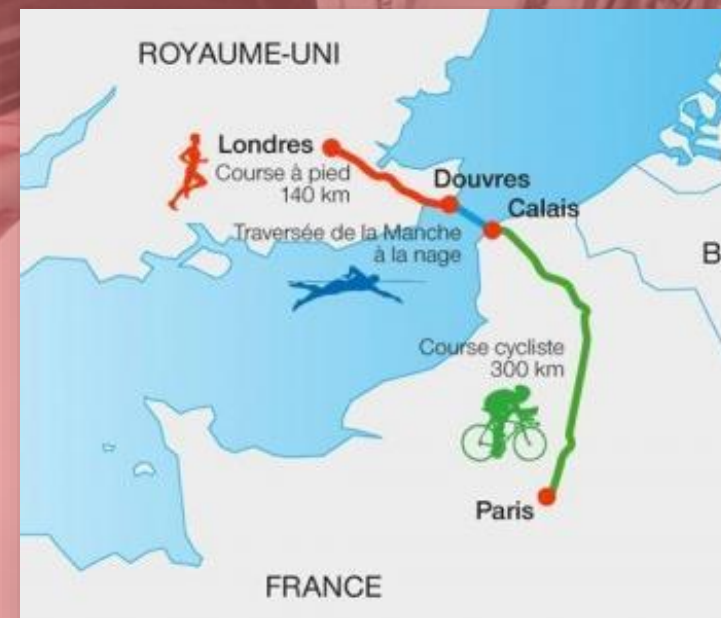 ROYAUME-UNI
Londres
Course à pied
140 km
Douvres
Calais
Traversée de la Manche
à la nage
B
Course cycliste
300 km
Paris
FRANCE